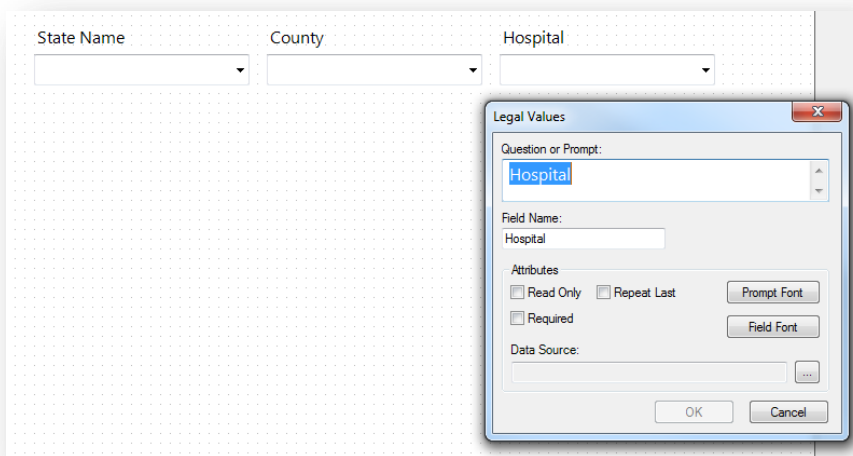 State Name County Hospital
Legal Values
Question or Prompt:
Hospital
Field Name:
Hospital
Attributes
Read Only Repeat Last Prompt Font
Required Field Font
Data Source:
...
OK Cancel